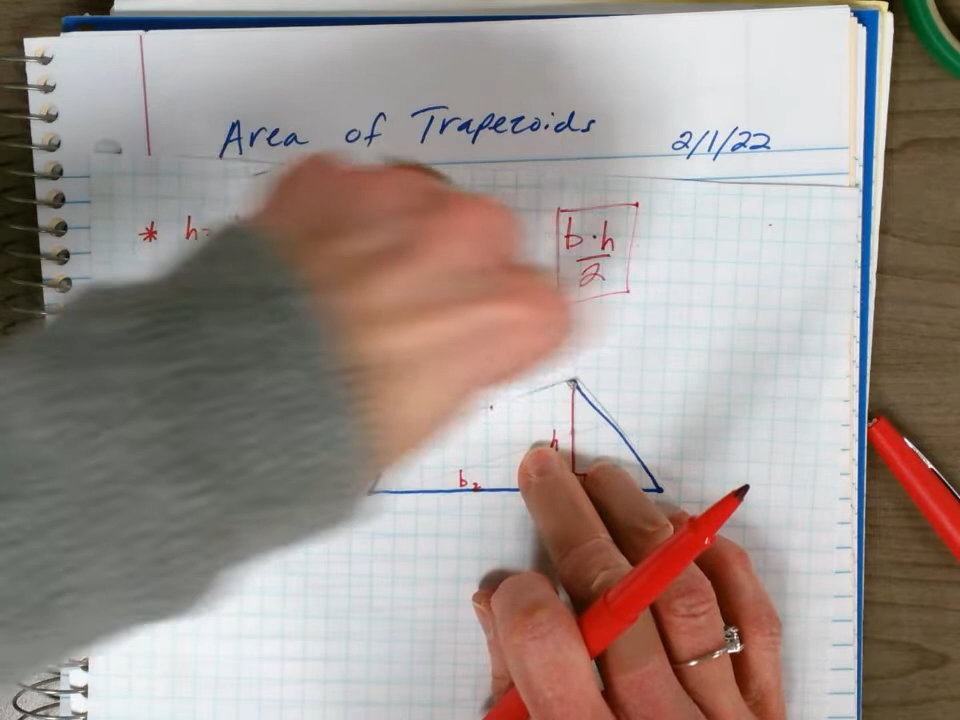 Area of Trapezoids 2/1/22
* h=
b·h
2
h
b₂